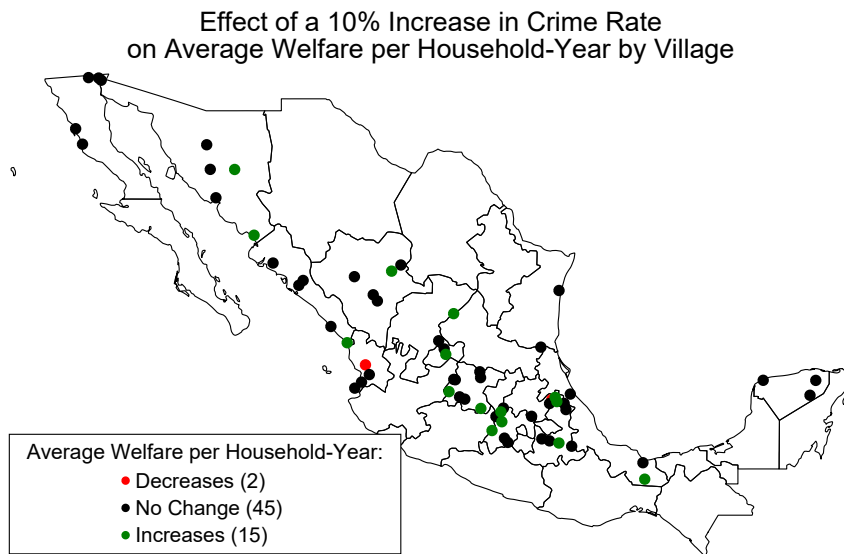 Effect of a 10% Increase in Crime Rate
on Average Welfare per Household-Year by Village
Average Welfare per Household-Year:
Decreases (2)
No Change (45)
Increases (15)